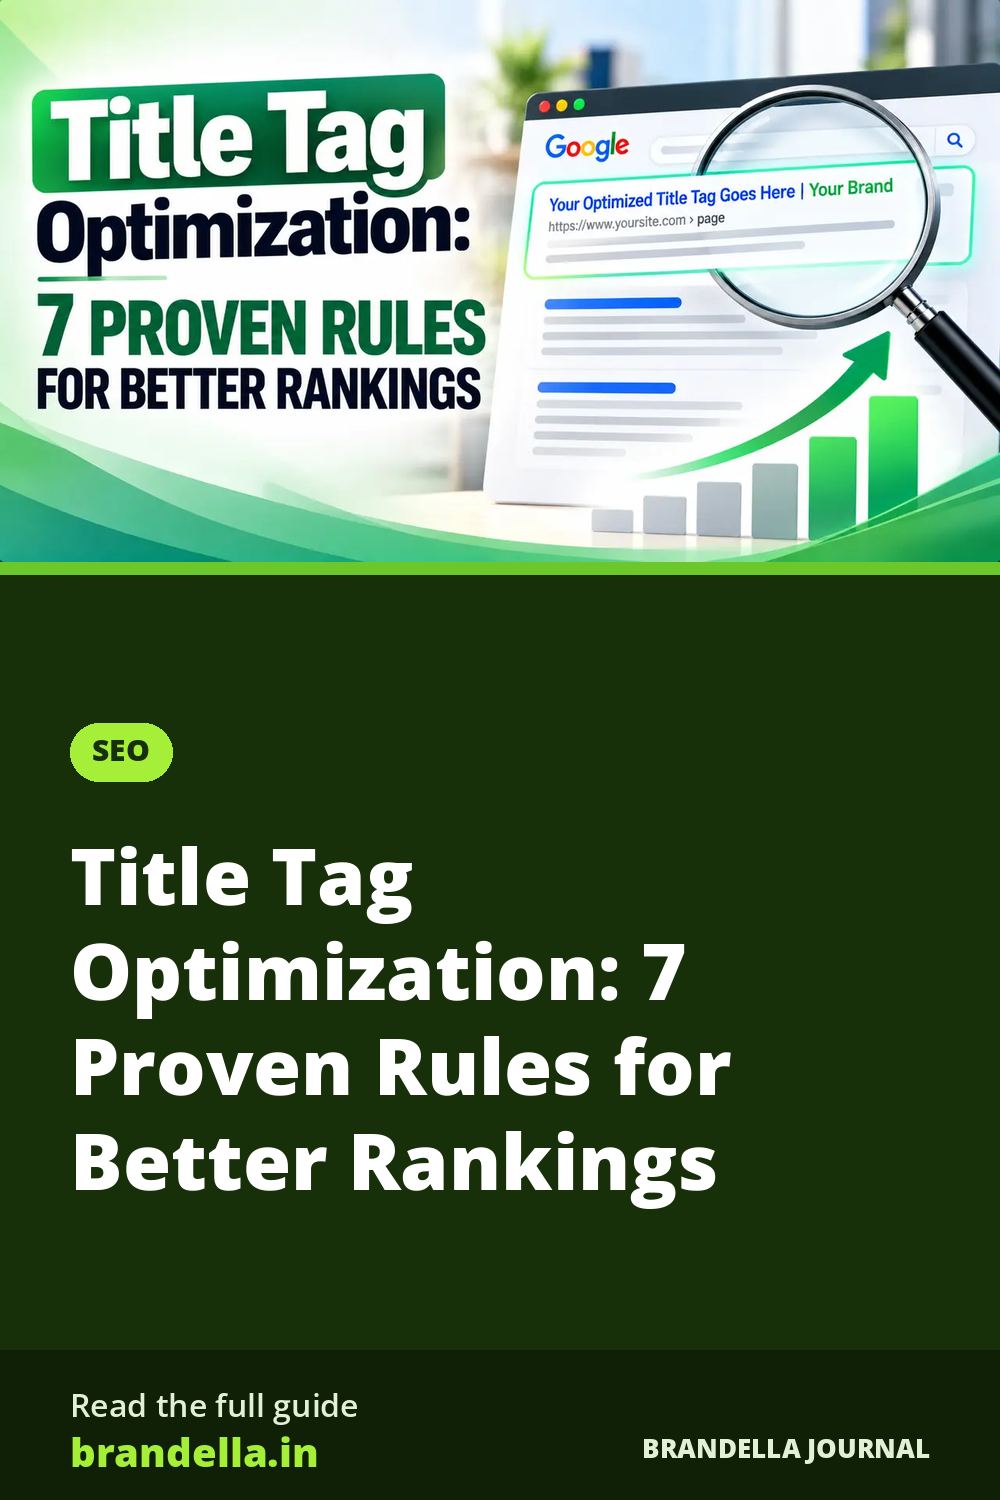 Title Tag
Optimization:
7 PROVEN RULES
FOR BETTER RANKINGS
Google
Your Optimized Title Tag Goes Here | Your Brand
https://www.yoursite.com › page
SEO
Title Tag
Optimization: 7
Proven Rules for
Better Rankings
Read the full guide
brandella.in
BRANDELLA JOURNAL